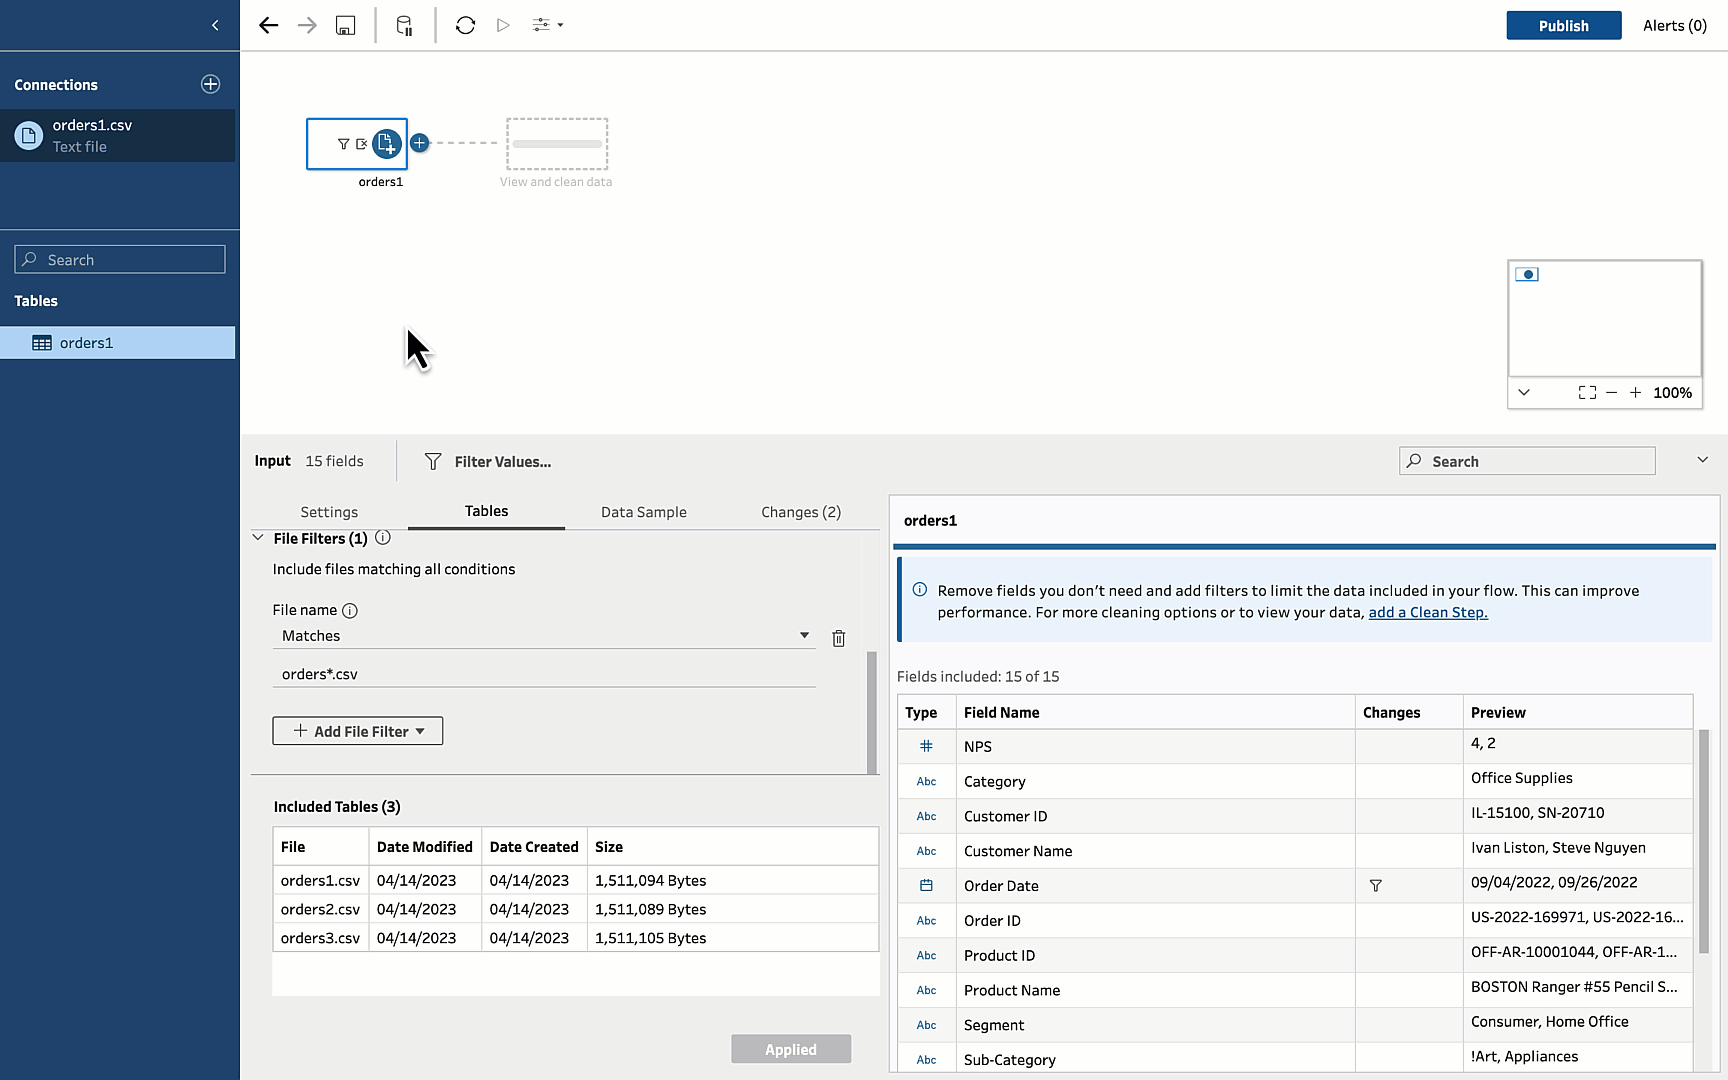 Publish
Alerts (0)
Connections
orders1.csv
Text file
Search
Tables
orders1
orders1
View and clean data
100%
Input
15 fields
Filter Values...
Search
Settings
Tables
Data Sample
Changes (2)
File Filters (1)
Include files matching all conditions
File name
Matches
orders*.csv
Add File Filter
Included Tables (3)
File Date Modified Date Created Size
orders1.csv 04/14/2023 04/14/2023 1,511,094 Bytes
orders2.csv 04/14/2023 04/14/2023 1,511,089 Bytes
orders3.csv 04/14/2023 04/14/2023 1,511,105 Bytes
Applied
orders1
Remove fields you don’t need and add filters to limit the data included in your flow. This can improve
performance. For more cleaning options or to view your data, add a Clean Step.
Fields included: 15 of 15
Type Field Name Changes Preview
# NPS 4, 2
Abc Category Office Supplies
Abc Customer ID IL-15100, SN-20710
Abc Customer Name Ivan Liston, Steve Nguyen
Order Date 09/04/2022, 09/26/2022
Abc Order ID US-2022-169971, US-2022-16...
Abc Product ID OFF-AR-10001044, OFF-AR-1...
Abc Product Name BOSTON Ranger #55 Pencil S...
Abc Segment Consumer, Home Office
Abc Sub-Category !Art, Appliances